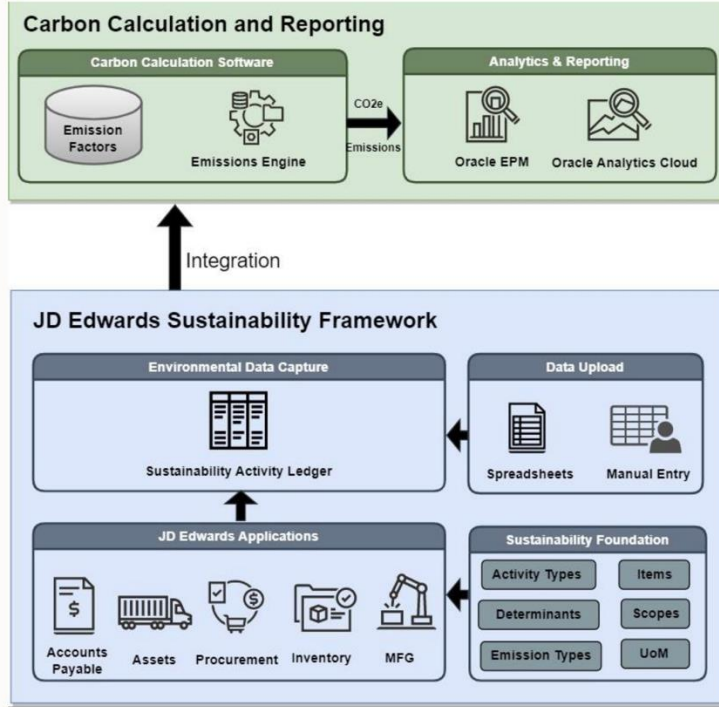 Carbon Calculation and Reporting
Carbon Calculation Software
Analytics & Reporting
Emission
Factors
Emissions Engine
CO2e
Emissions
Oracle EPM
Oracle Analytics Cloud
Integration
JD Edwards Sustainability Framework
Environmental Data Capture
Data Upload
Sustainability Activity Ledger
Spreadsheets
Manual Entry
JD Edwards Applications
Sustainability Foundation
Accounts
Payable
Assets
Procurement
Inventory
MFG
Activity Types
Items
Determinants
Scopes
Emission Types
UoM